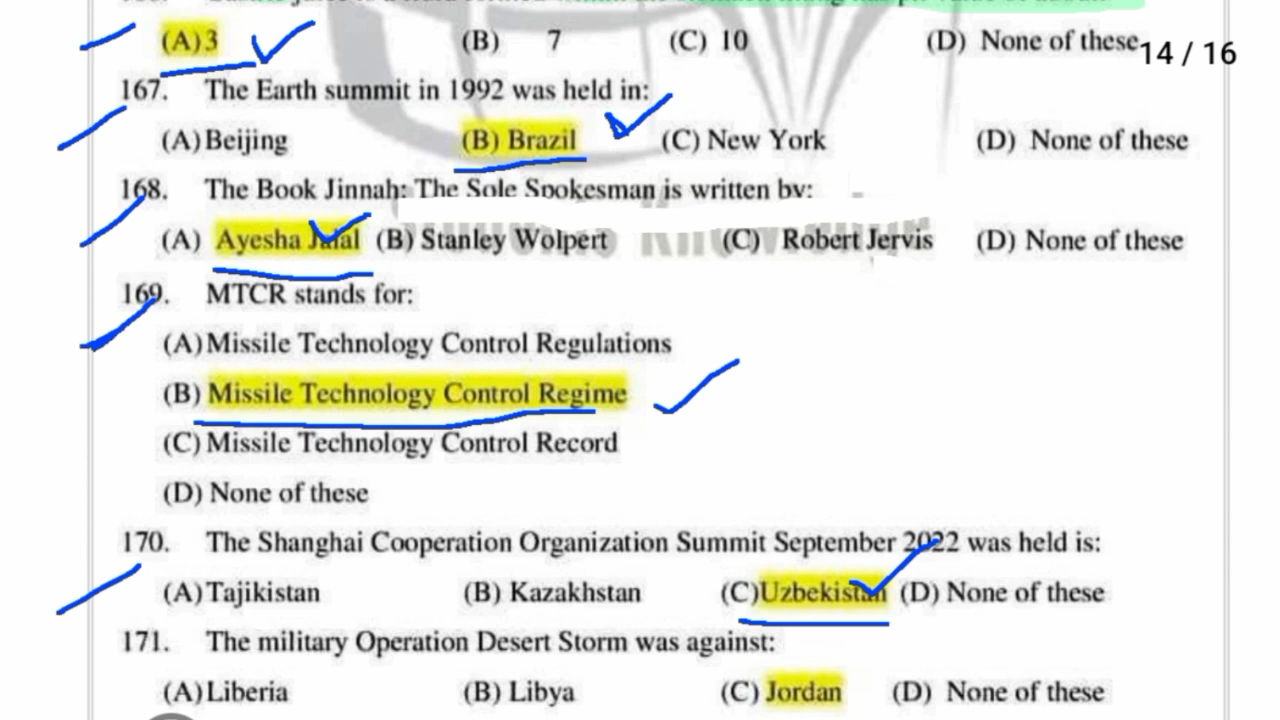 (A) 3 (B) 7 (C) 10 (D) None of these
14 / 16
167. The Earth summit in 1992 was held in:
(A) Beijing (B) Brazil (C) New York (D) None of these
168. The Book Jinnah: The Sole Spokesman is written by:
(A) Ayesha Jalal (B) Stanley Wolpert (C) Robert Jervis (D) None of these
169. MTCR stands for:
(A) Missile Technology Control Regulations
(B) Missile Technology Control Regime
(C) Missile Technology Control Record
(D) None of these
170. The Shanghai Cooperation Organization Summit September 2022 was held is:
(A) Tajikistan (B) Kazakhstan (C) Uzbekistan (D) None of these
171. The military Operation Desert Storm was against:
(A) Liberia (B) Libya (C) Jordan (D) None of these